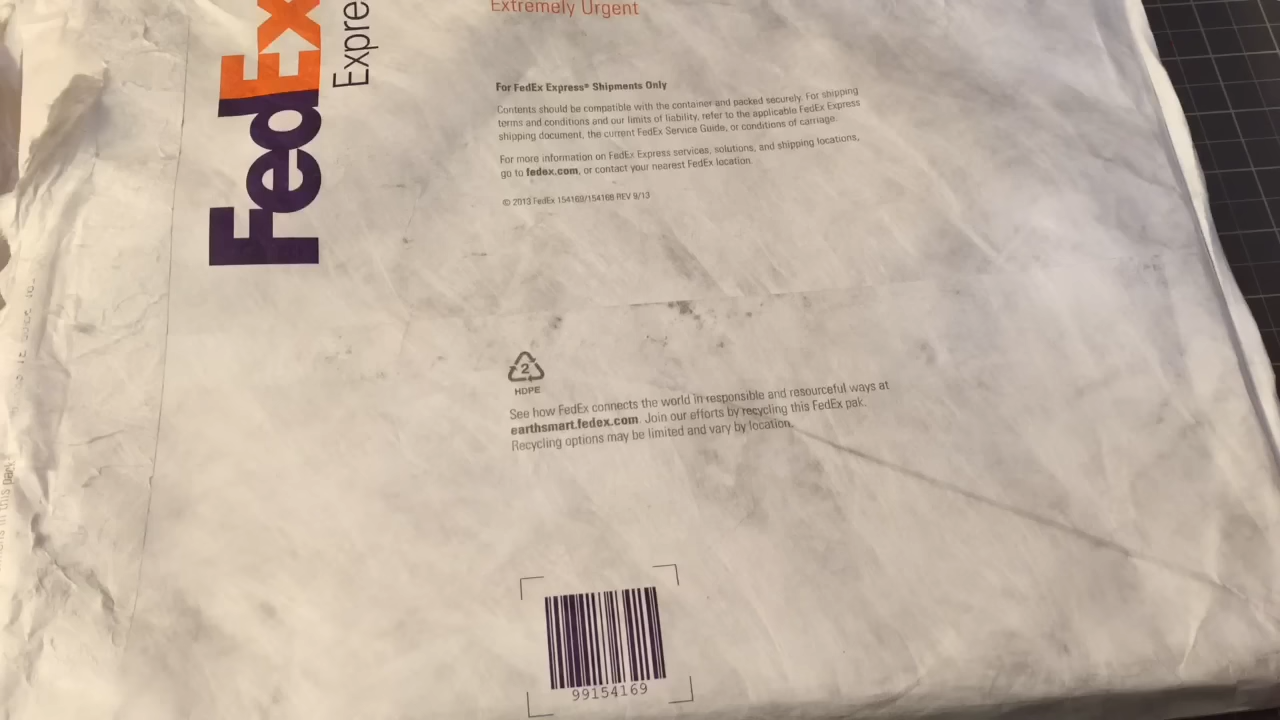 FedEx
Expre
Extremely Urgent
For FedEx Express® Shipments Only
Contents should be compatible with the container and packed securely. For shipping
terms and conditions and our limits of liability, refer to the applicable FedEx Express
shipping document, the current FedEx Service Guide, or conditions of carriage.
For more information on FedEx Express services, solutions, and shipping locations,
go to fedex.com, or contact your nearest FedEx location.
© 2013 FedEx 154169/154168 REV 9/13
2
HDPE
See how FedEx connects the world in responsible and resourceful ways at
earthsmart.fedex.com. Join our efforts by recycling this FedEx pak.
Recycling options may be limited and vary by location.
99154169
in this pack